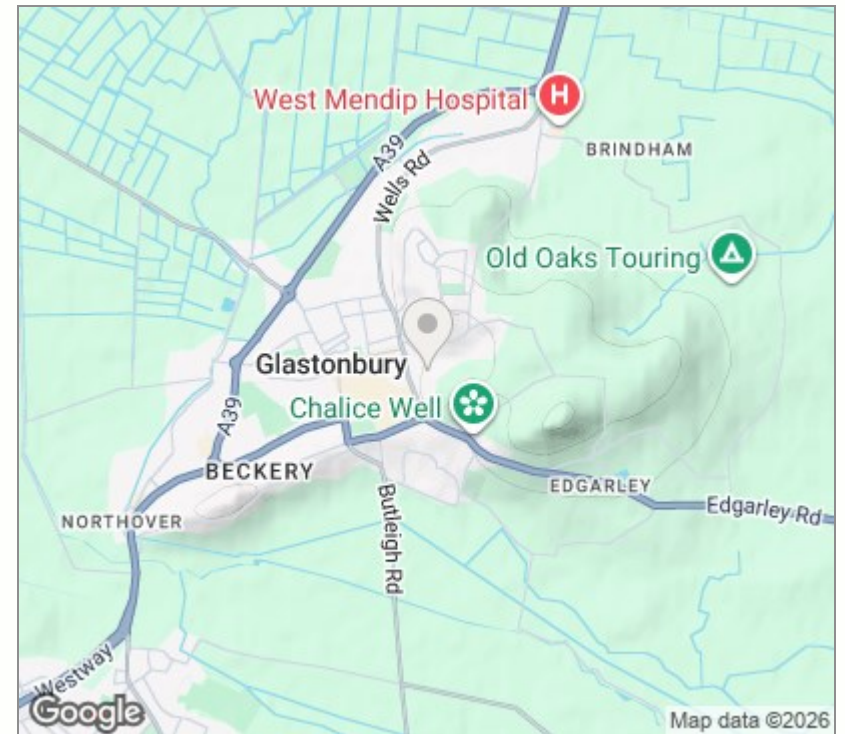 West Mendip Hospital
H
BRINDHAM
A39
Wells Rd
Old Oaks Touring
Glastonbury
Chalice Well
A39
BECKERY
EDGARLEY
Edgarley Rd
NORTHOVER
Butleigh Rd
Westway
Google
Map data ©2026